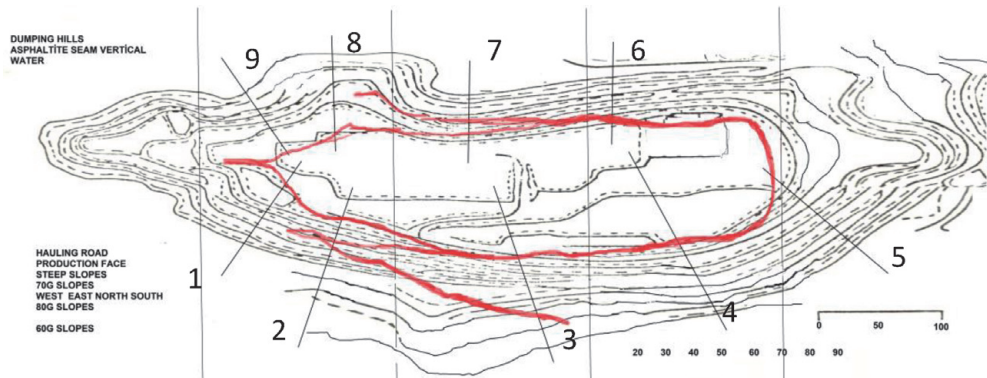 DUMPING HILLS
ASPHALTİTE SEAM VERTİCAL
WATER
9
8
7
6
HAULING ROAD
PRODUCTION FACE
STEEP SLOPES
70G SLOPES
WEST EAST NORTH SOUTH
80G SLOPES
60G SLOPES
1
2
3
4
5
0 50 100
20 30 40 50 60 70 80 90